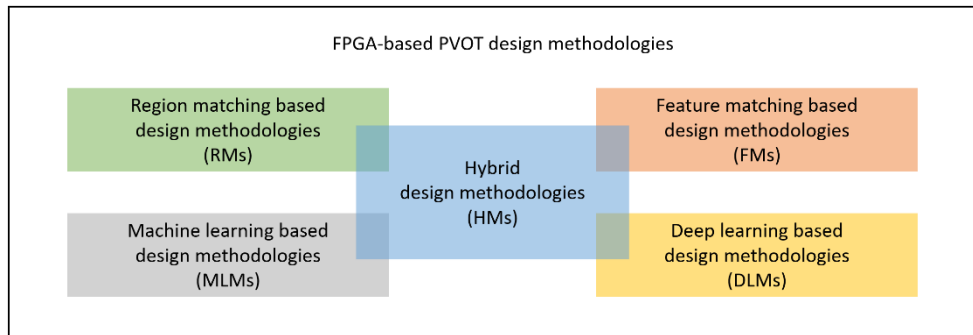 FPGA-based PVOT design methodologies
Region matching based
design methodologies
(RMs)
Feature matching based
design methodologies
(FMs)
Hybrid
design methodologies
(HMs)
Machine learning based
design methodologies
(MLMs)
Deep learning based
design methodologies
(DLMs)